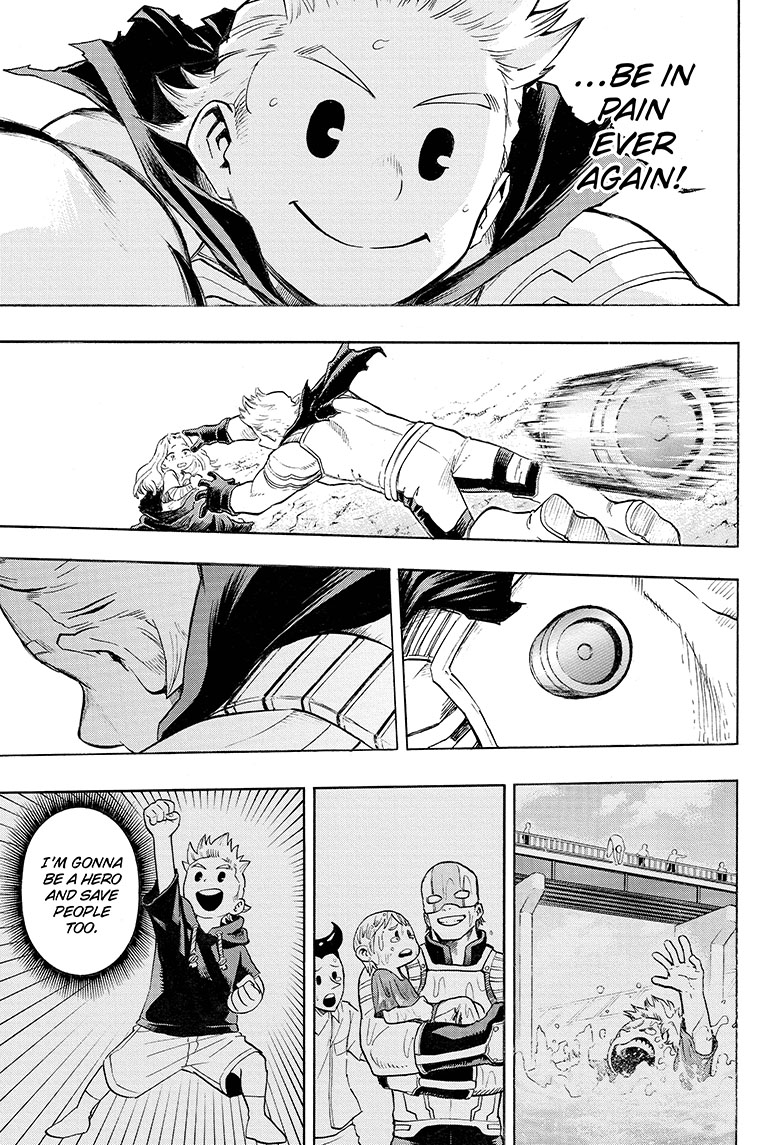 ...BE IN
PAIN
EVER
AGAIN!
I'M GONNA
BE A HERO
AND SAVE
PEOPLE
TOO.